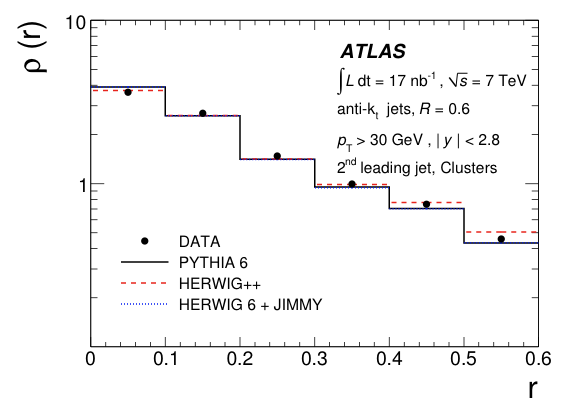 10
ρ (r)
ATLAS
∫L dt = 17 nb⁻¹ , √s = 7 TeV
anti-kₜ jets, R = 0.6
p_T > 30 GeV , | y | < 2.8
2ⁿᵈ leading jet, Clusters
1
DATA
PYTHIA 6
HERWIG++
HERWIG 6 + JIMMY
0 0.1 0.2 0.3 0.4 0.5 0.6
r